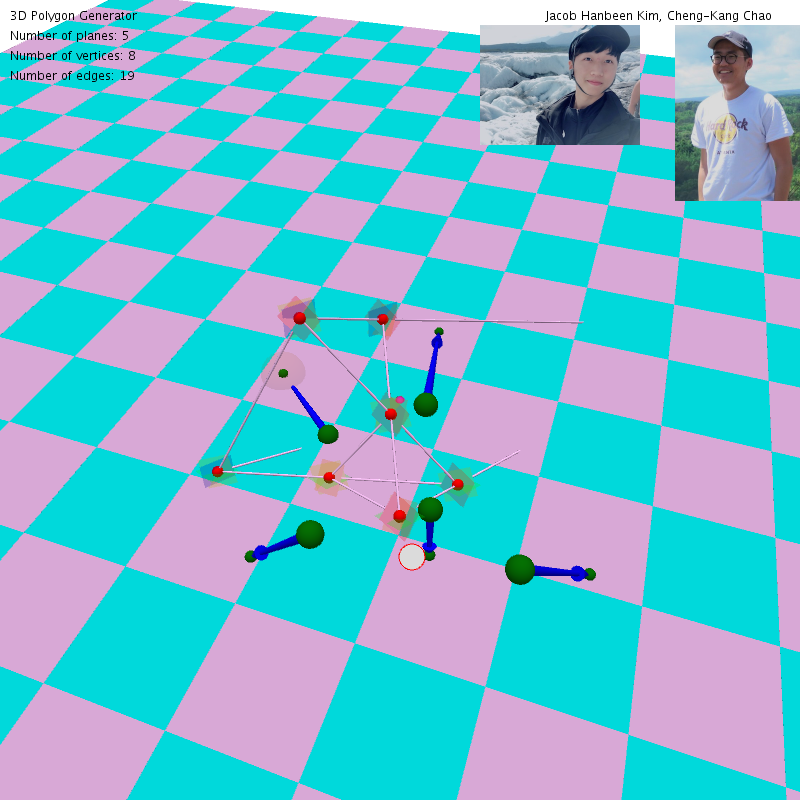 3D Polygon Generator
Jacob Hanbeen Kim, Cheng-Kang Chao
Number of planes: 5
Number of vertices: 8
Number of edges: 19